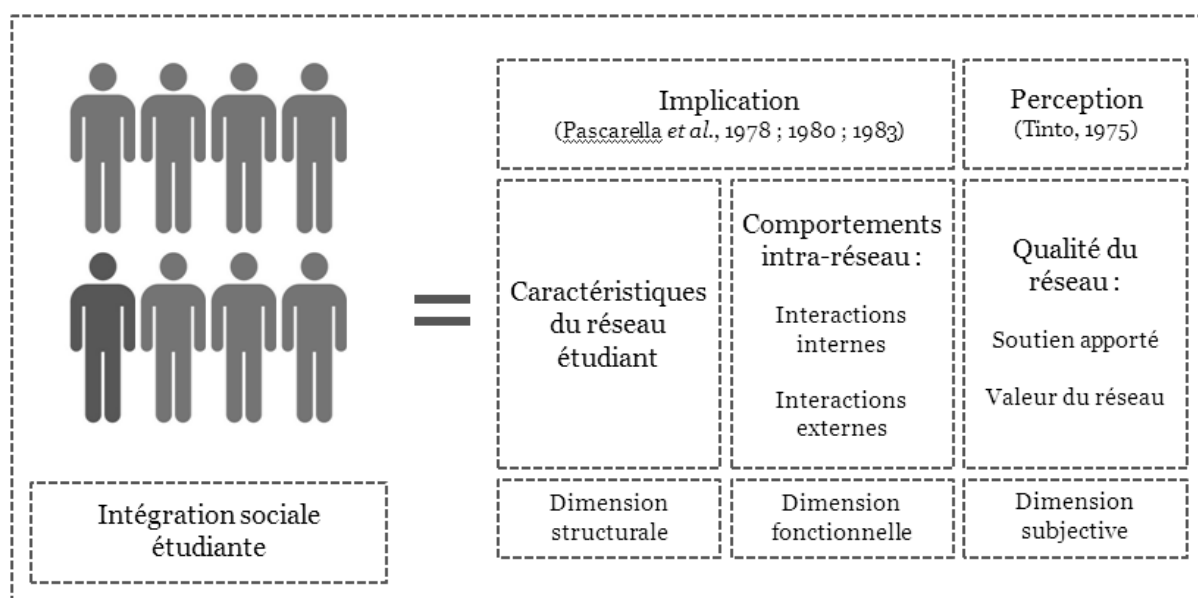 Implication
(Pascarella et al., 1978 ; 1980 ; 1983)
Perception
(Tinto, 1975)
Caractéristiques
du réseau
étudiant
Comportements
intra-réseau :
Interactions
internes
Interactions
externes
Qualité du
réseau :
Soutien apporté
Valeur du réseau
=
Intégration sociale
étudiante
Dimension
structurale
Dimension
fonctionnelle
Dimension
subjective